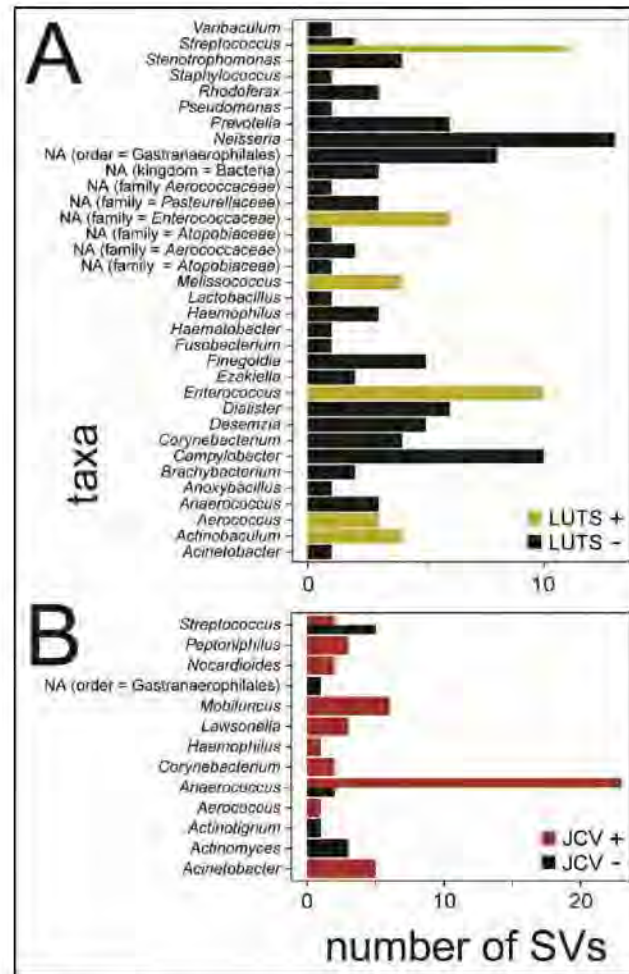 A
Varibaculum
Streptococcus
Stenotrophomonas
Staphylococcus
Rhodoferax
Pseudomonas
Prevotella
Neisseria
NA (order = Gastranaerophilales)
NA (kingdom = Bacteria)
NA (family Aerococcaceae)
NA (family = Pasteurellaceae)
NA (family = Enterococcaceae)
NA (family = Atopobiaceae)
NA (family = Aerococcaceae)
NA (family = Atopobiaceae)
Melissococcus
Lactobacillus
Haemophilus
Haematobacter
Fusobacterium
Finegoldia
Ezakiella
Enterococcus
Dialister
Desemzia
Corynebacterium
Campylobacter
Brachybacterium
Anoxybacillus
Anaerococcus
Aerococcus
Actinobaculum
Acinetobacter
taxa
LUTS +
LUTS -
0 10
B
Streptococcus
Peptoniphilus
Nocardioides
NA (order = Gastranaerophilales)
Mobiluncus
Lawsonella
Haemophilus
Corynebacterium
Anaerococcus
Aerococcus
Actinotignum
Actinomyces
Acinetobacter
JCV +
JCV -
0 10 20
number of SVs